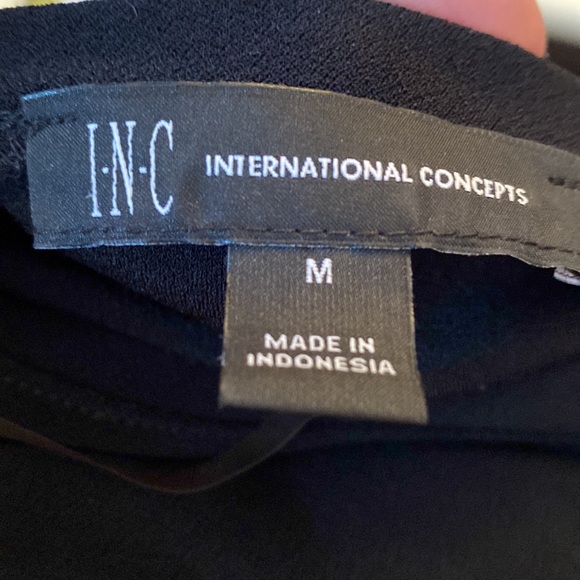 I·N·C INTERNATIONAL CONCEPTS
M
MADE IN
INDONESIA